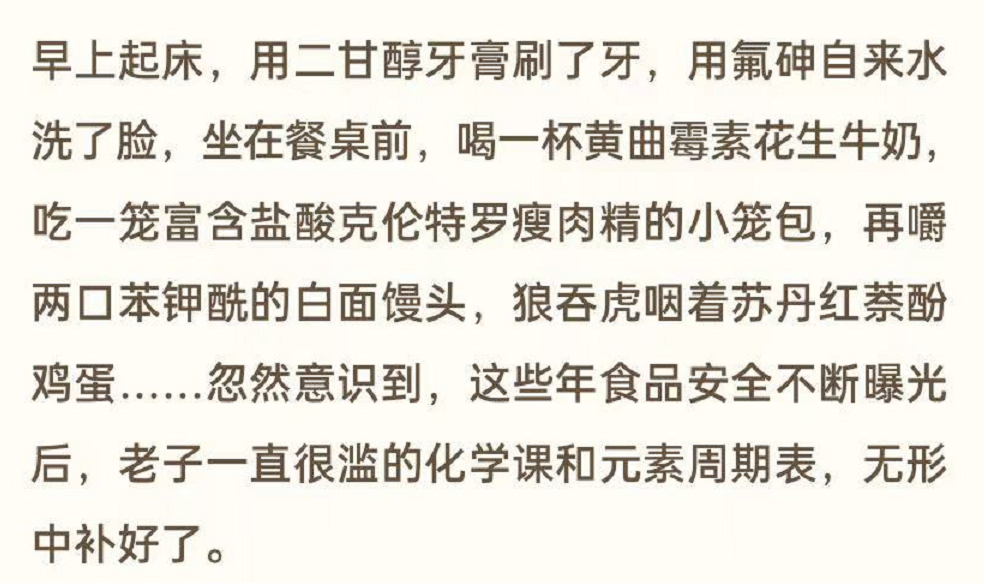 早上起床，用二甘醇牙膏刷了牙，用氟砷自来水
洗了脸，坐在餐桌前，喝一杯黄曲霉素花生牛奶，
吃一笼富含盐酸克伦特罗瘦肉精的小笼包，再嚼
两口苯钾酰的白面馒头，狼吞虎咽着苏丹红萘酚
鸡蛋……忽然意识到，这些年食品安全不断曝光
后，老子一直很滥的化学课和元素周期表，无形
中补好了。